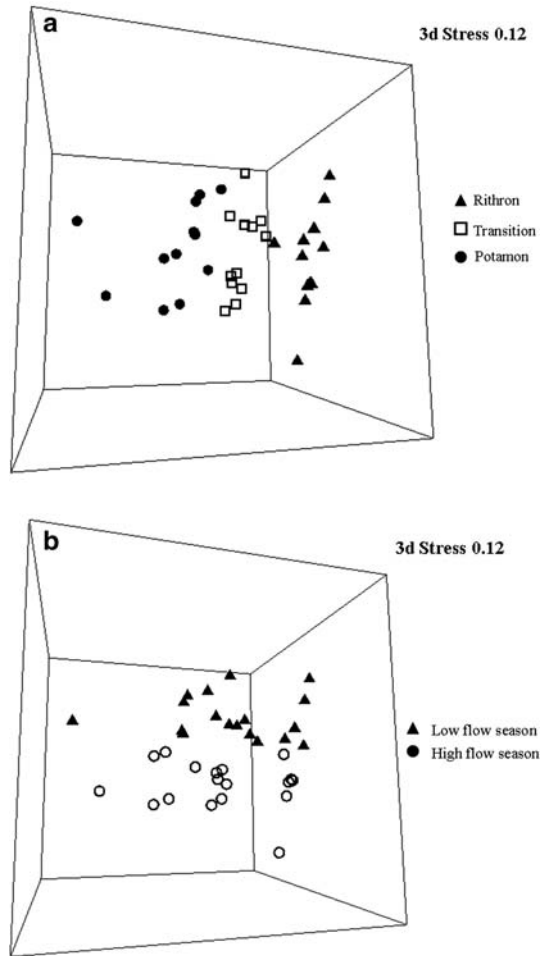 a
3d Stress 0.12
Rithron
Transition
Potamon
b
3d Stress 0.12
Low flow season
High flow season